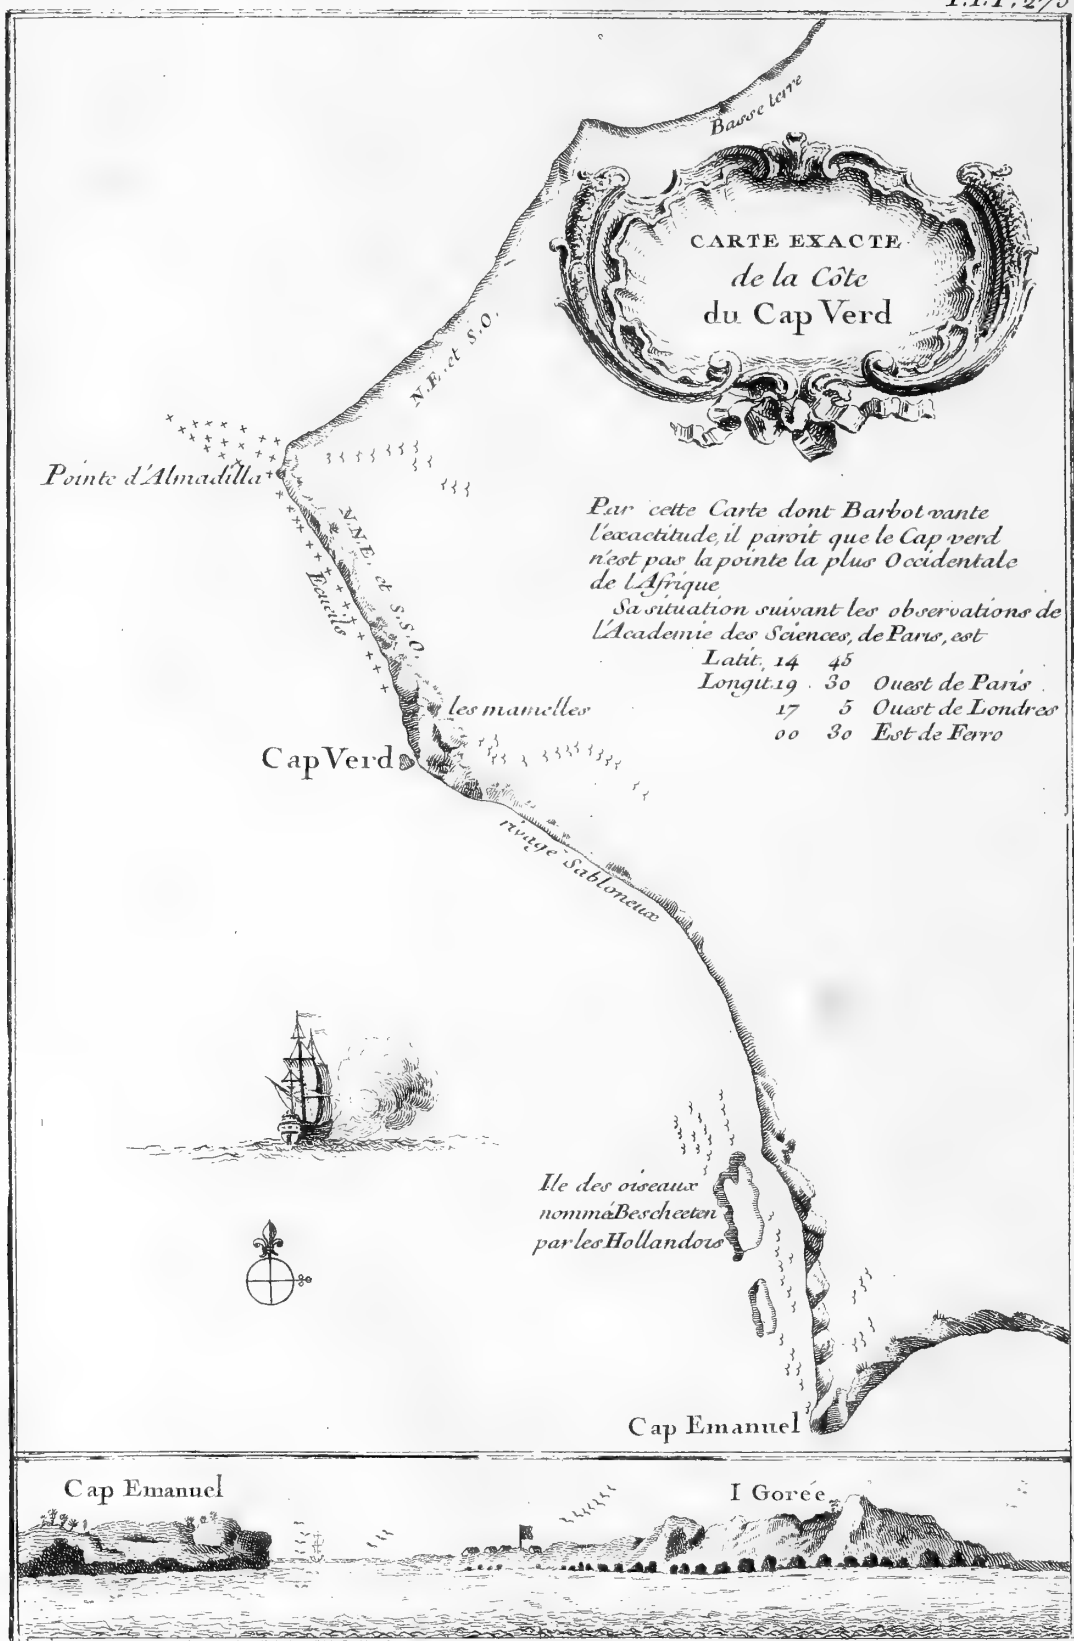 Basse terre
CARTE EXACTE
de la Côte
du Cap Verd
N.E. et S.O.
Pointe d'Almadilla
N.N.E. et S.S.O.
Ecueils
Par cette Carte dont Barbot vante
l'exactitude, il paroit que le Cap verd
n'est pas la pointe la plus Occidentale
de l'Afrique
Sa situation suivant les observations de
l'Academie des Sciences, de Paris, est
Latit. 14 45
Longit. 19 . 30 Ouest de Paris .
17 5 Ouest de Londres
00 30 Est de Ferro
les mamelles
Cap Verd
rivage Sabloneux
Ile des oiseaux
nommé Bescheeten
par les Hollandois
Cap Emanuel
Cap Emanuel
I Gorée